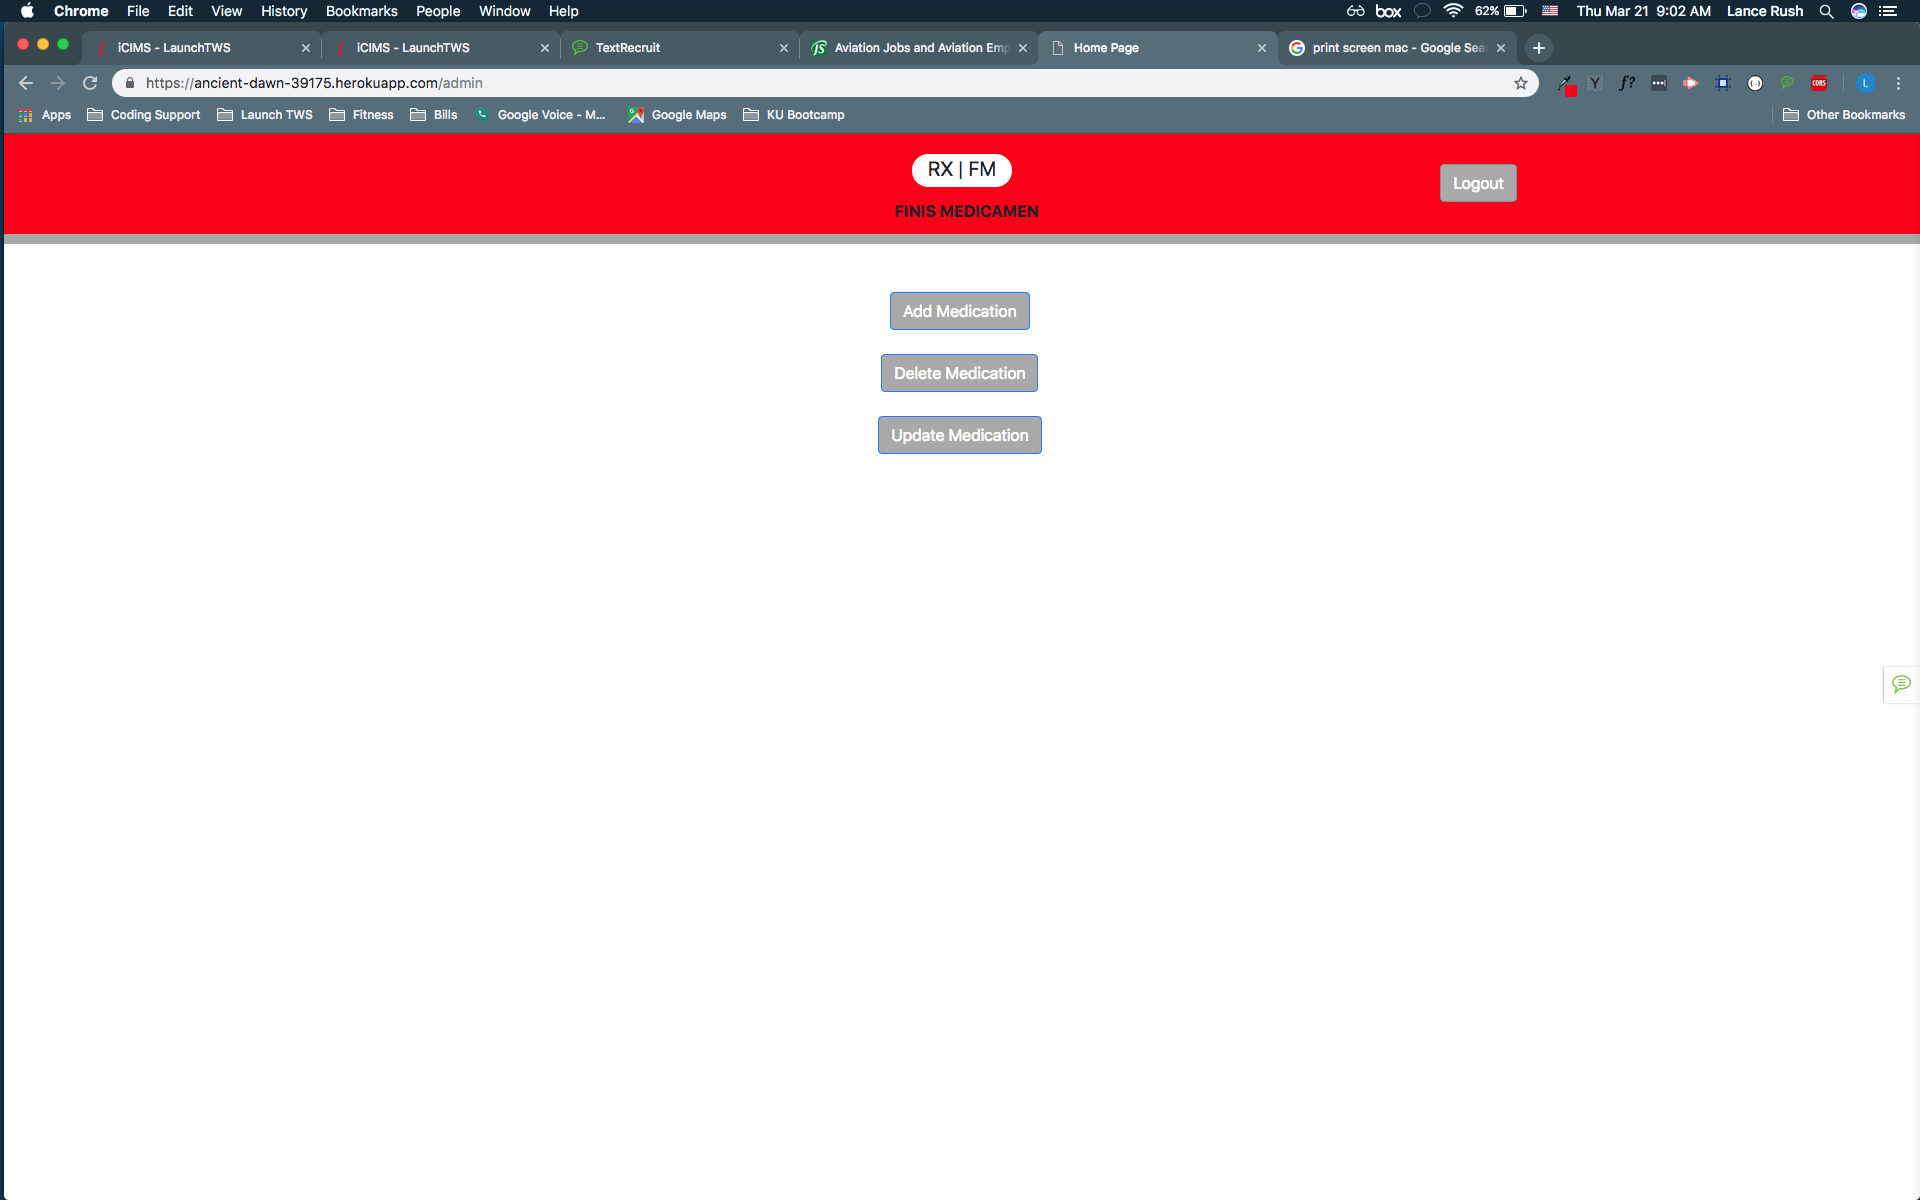 Chrome File Edit View History Bookmarks People Window Help box 62% Thu Mar 21 9:02 AM Lance Rush
iCIMS - LaunchTWS iCIMS - LaunchTWS TextRecruit Aviation Jobs and Aviation Emp Home Page print screen mac - Google Sea
https://ancient-dawn-39175.herokuapp.com/admin Y f? CORS L
Apps Coding Support Launch TWS Fitness Bills Google Voice - M... Google Maps KU Bootcamp Other Bookmarks
RX | FM
Logout
FINIS MEDICAMEN
Add Medication
Delete Medication
Update Medication